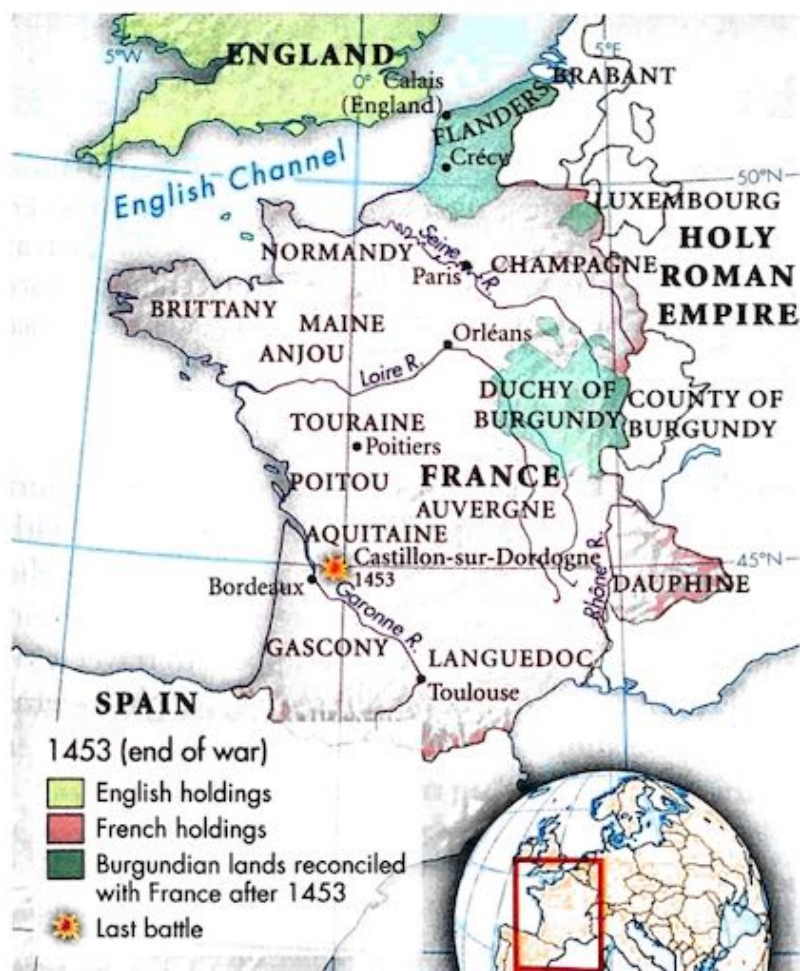 ENGLAND
5°W
5°E
0°
Calais
(England)
BRABANT
FLANDERS
Crécy
English Channel
50°N
LUXEMBOURG
HOLY
ROMAN
EMPIRE
NORMANDY
Seine R.
Paris
CHAMPAGNE
BRITTANY
MAINE
ANJOU
Orléans
Loire R.
DUCHY OF
BURGUNDY
COUNTY OF
BURGUNDY
TOURAINE
Poitiers
POITOU
FRANCE
AUVERGNE
AQUITAINE
Castillon-sur-Dordogne
1453
45°N
Bordeaux
Garonne R.
Rhône R.
DAUPHINE
GASCONY
LANGUEDOC
Toulouse
SPAIN
1453 (end of war)
English holdings
French holdings
Burgundian lands reconciled
with France after 1453
Last battle